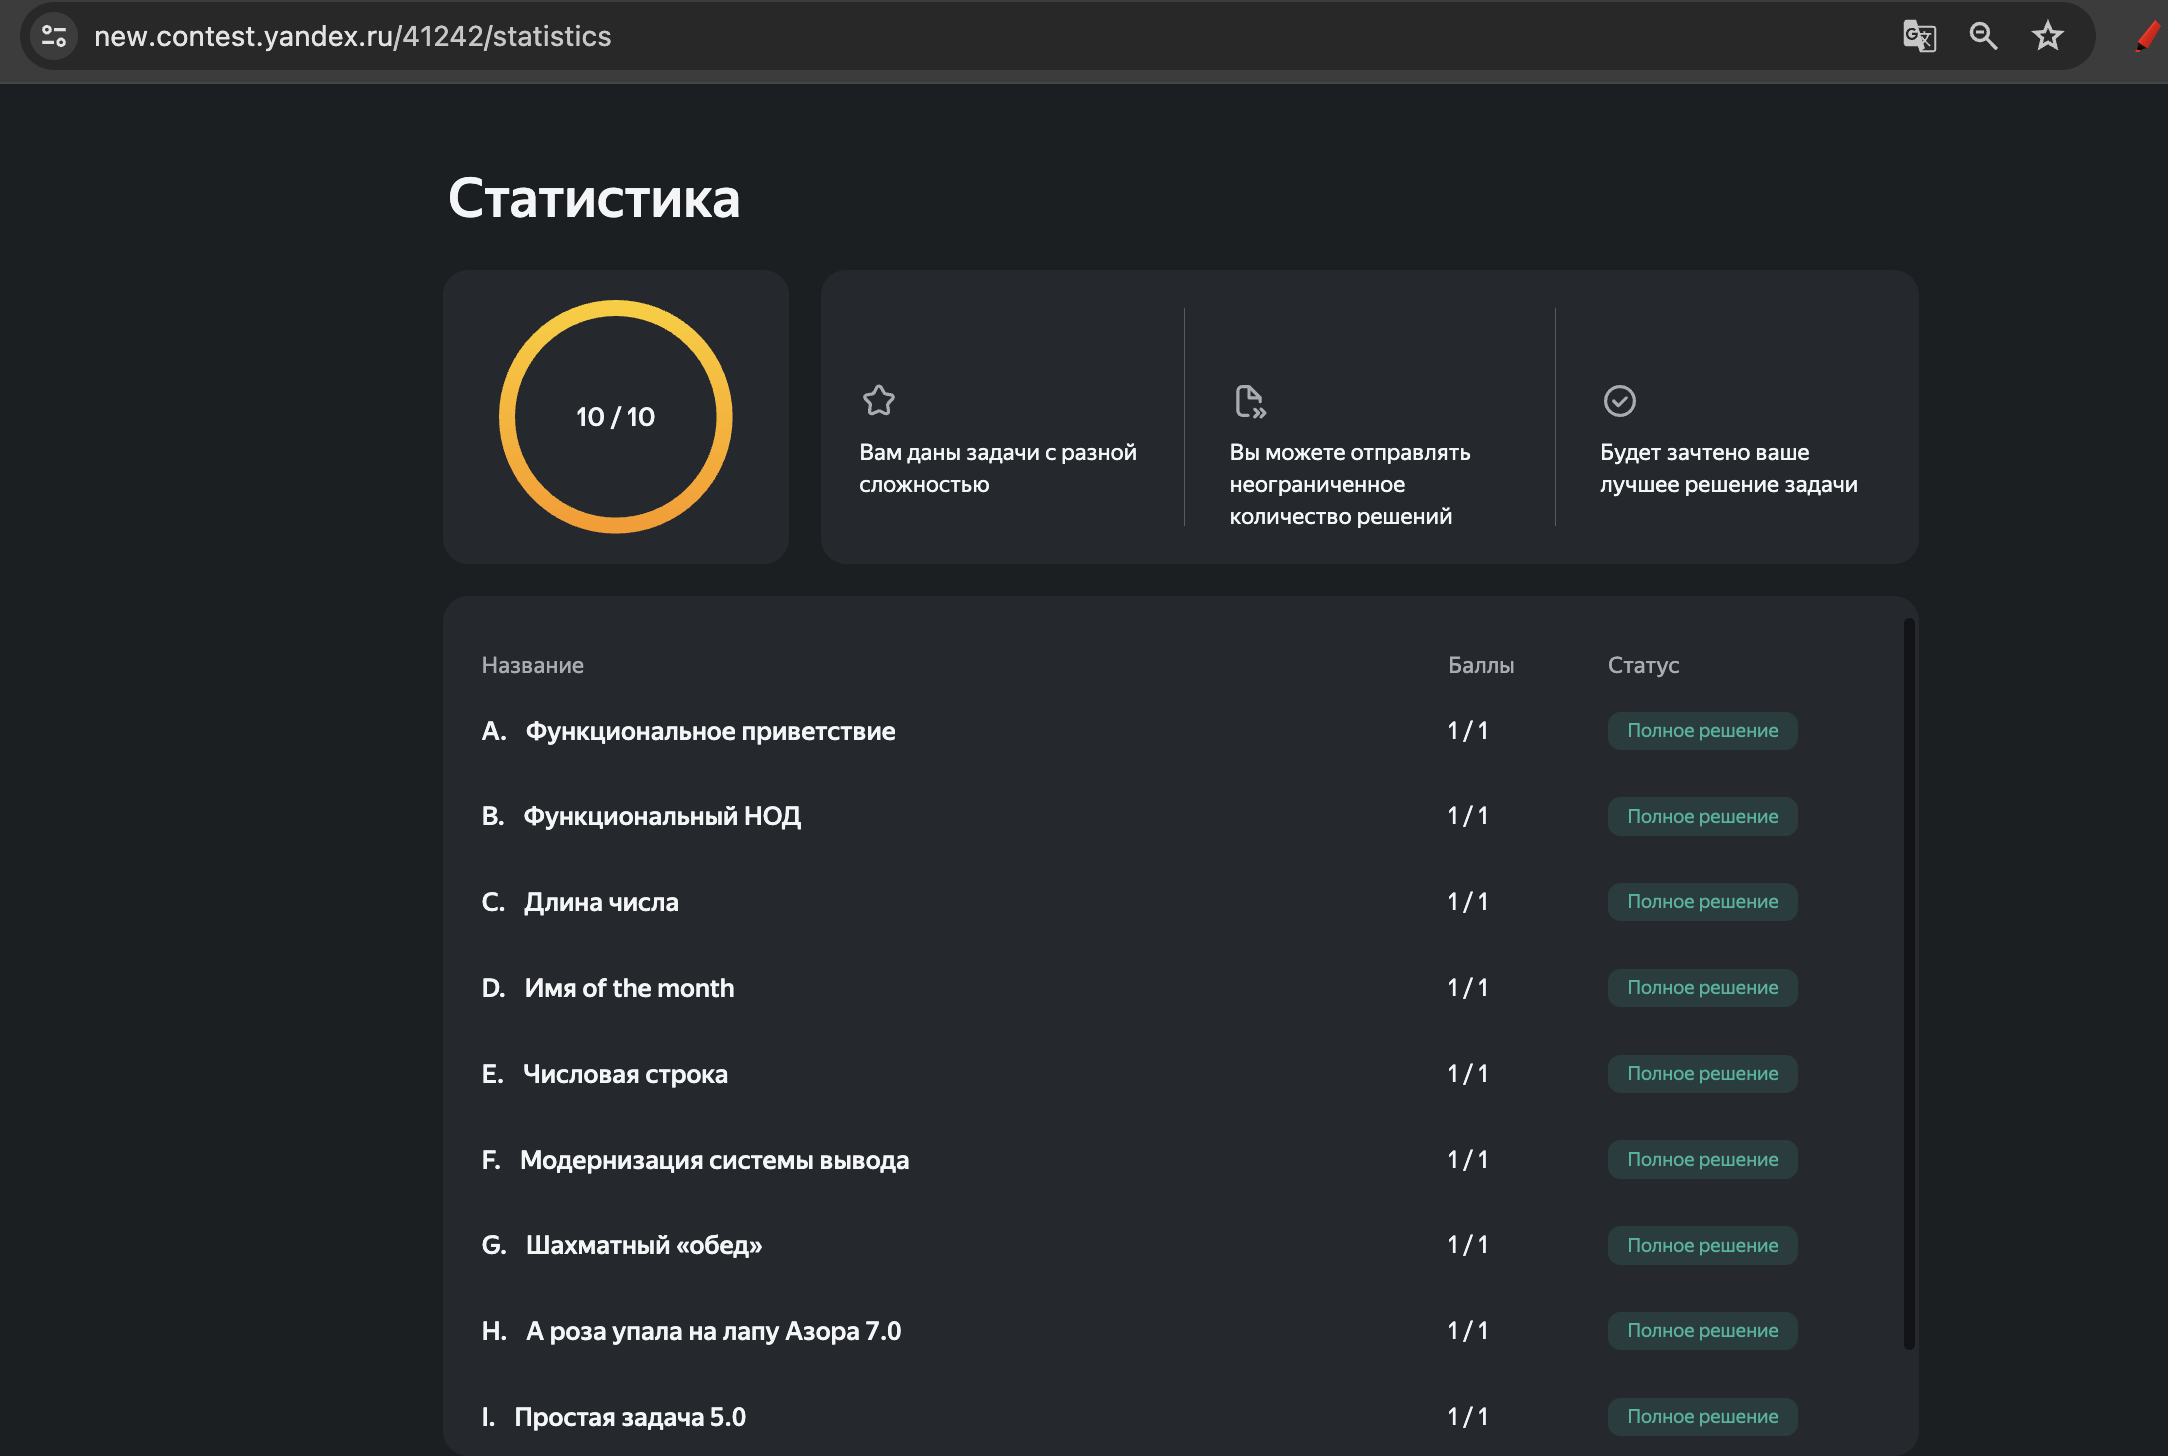 new.contest.yandex.ru/41242/statistics
Статистика
10 / 10
Вам даны задачи с разной
сложностью
Вы можете отправлять
неограниченное
количество решений
Будет зачтено ваше
лучшее решение задачи
Название Баллы Статус
A. Функциональное приветствие 1 / 1 Полное решение
B. Функциональный НОД 1 / 1 Полное решение
C. Длина числа 1 / 1 Полное решение
D. Имя of the month 1 / 1 Полное решение
E. Числовая строка 1 / 1 Полное решение
F. Модернизация системы вывода 1 / 1 Полное решение
G. Шахматный «обед» 1 / 1 Полное решение
H. А роза упала на лапу Азора 7.0 1 / 1 Полное решение
I. Простая задача 5.0 1 / 1 Полное решение